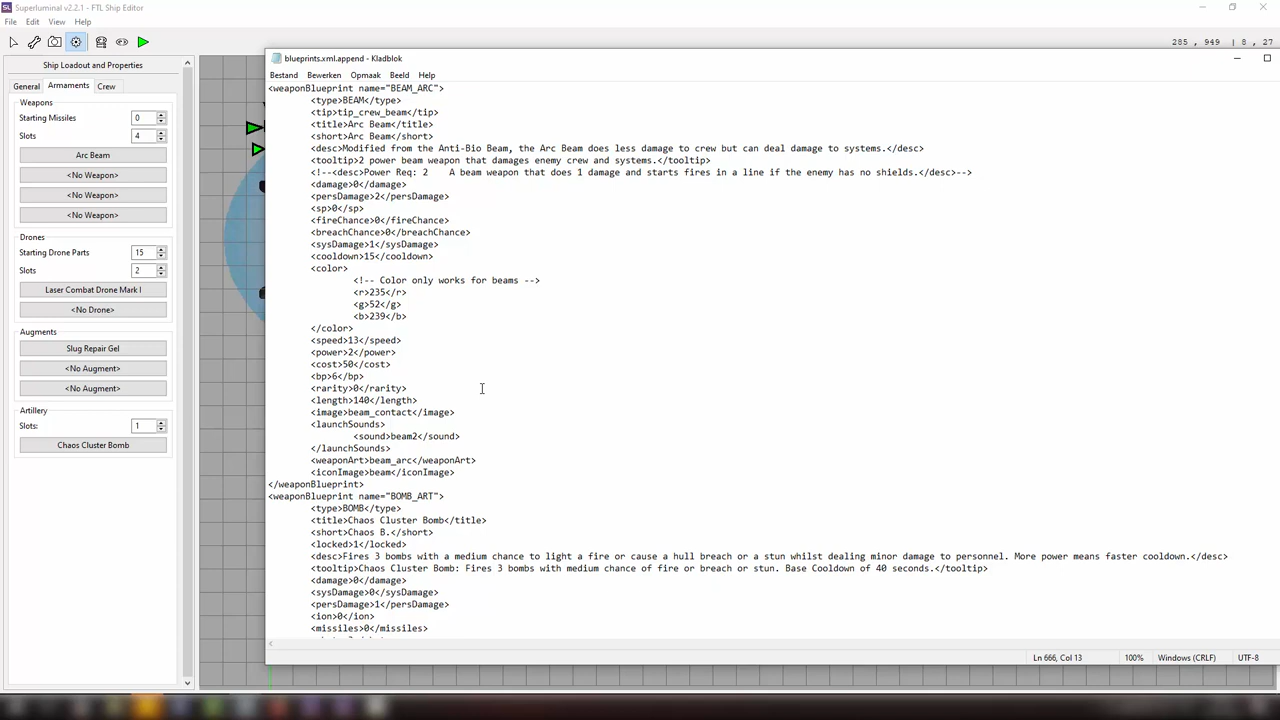 Superluminal v2.2.1 - FTL Ship Editor
File Edit View Help
285 , 949 | 8 , 27
Ship Loadout and Properties
General Armaments Crew
Weapons
Starting Missiles 0
Slots 4
Arc Beam
<No Weapon>
<No Weapon>
<No Weapon>
Drones
Starting Drone Parts 15
Slots 2
Laser Combat Drone Mark I
<No Drone>
Augments
Slug Repair Gel
<No Augment>
<No Augment>
Artillery
Slots: 1
Chaos Cluster Bomb
blueprints.xml.append - Kladblok
Bestand Bewerken Opmaak Beeld Help
<weaponBlueprint name="BEAM_ARC">
<type>BEAM</type>
<tip>tip_crew_beam</tip>
<title>Arc Beam</title>
<short>Arc Beam</short>
<desc>Modified from the Anti-Bio Beam, the Arc Beam does less damage to crew but can deal damage to systems.</desc>
<tooltip>2 power beam weapon that damages enemy crew and systems.</tooltip>
<!--<desc>Power Req: 2    A beam weapon that does 1 damage and starts fires in a line if the enemy has no shields.</desc>-->
<damage>0</damage>
<persDamage>2</persDamage>
<sp>0</sp>
<fireChance>0</fireChance>
<breachChance>0</breachChance>
<sysDamage>1</sysDamage>
<cooldown>15</cooldown>
<color>
<!-- Color only works for beams -->
<r>235</r>
<g>52</g>
<b>239</b>
</color>
<speed>13</speed>
<power>2</power>
<cost>50</cost>
<bp>6</bp>
<rarity>0</rarity>
<length>140</length>
<image>beam_contact</image>
<launchSounds>
<sound>beam2</sound>
</launchSounds>
<weaponArt>beam_arc</weaponArt>
<iconImage>beam</iconImage>
</weaponBlueprint>
<weaponBlueprint name="BOMB_ART">
<type>BOMB</type>
<title>Chaos Cluster Bomb</title>
<short>Chaos B.</short>
<locked>1</locked>
<desc>Fires 3 bombs with a medium chance to light a fire or cause a hull breach or a stun whilst dealing minor damage to personnel. More power means faster cooldown.</desc>
<tooltip>Chaos Cluster Bomb: Fires 3 bombs with medium chance of fire or breach or stun. Base Cooldown of 40 seconds.</tooltip>
<damage>0</damage>
<sysDamage>0</sysDamage>
<persDamage>1</persDamage>
<ion>0</ion>
<missiles>0</missiles>
Ln 666, Col 13 100% Windows (CRLF) UTF-8